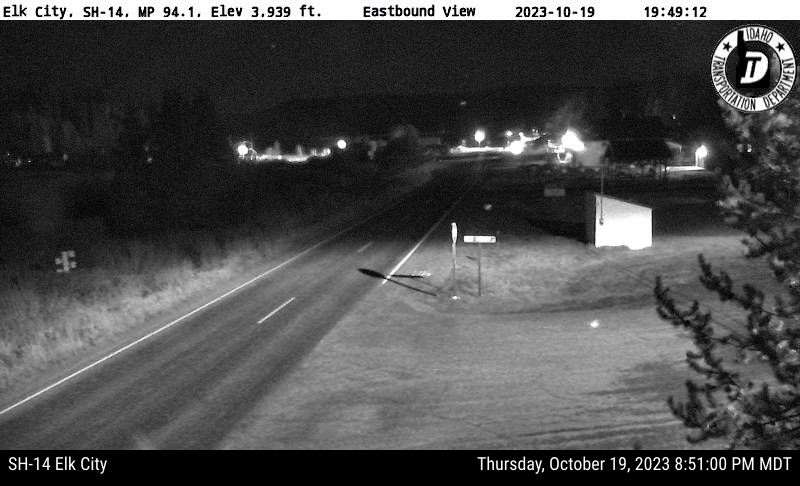 Elk City, SH-14, MP 94.1, Elev 3,939 ft. Eastbound View 2023-10-19 19:49:12
IDAHO
TRANSPORTATION DEPARTMENT
SH-14 Elk City
Thursday, October 19, 2023 8:51:00 PM MDT